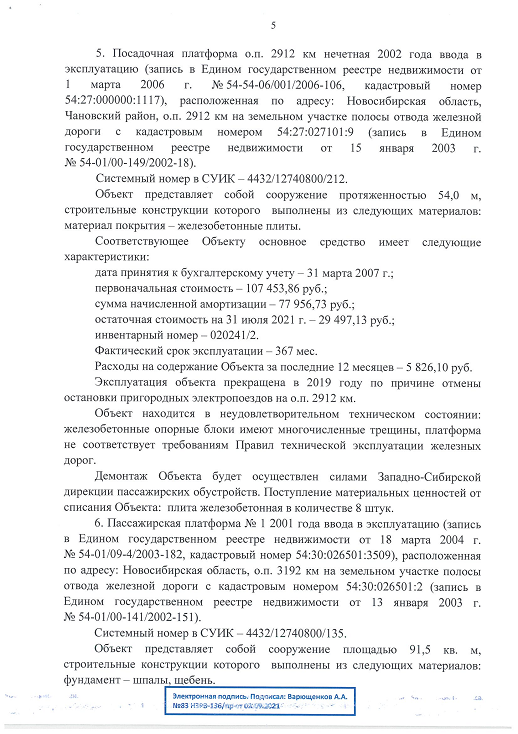 5
5. Посадочная платформа о.п. 2912 км нечетная 2002 года ввода в
эксплуатацию (запись в Едином государственном реестре недвижимости от
1 марта 2006 г. № 54-54-06/001/2006-106, кадастровый номер
54:27:000000:1117), расположенная по адресу: Новосибирская область,
Чановский район, о.п. 2912 км на земельном участке полосы отвода железной
дороги с кадастровым номером 54:27:027101:9 (запись в Едином
государственном реестре недвижимости от 15 января 2003 г.
№ 54-01/00-149/2002-18).
Системный номер в СУИК – 4432/12740800/212.
Объект представляет собой сооружение протяженностью 54,0 м,
строительные конструкции которого выполнены из следующих материалов:
материал покрытия – железобетонные плиты.
Соответствующее Объекту основное средство имеет следующие
характеристики:
дата принятия к бухгалтерскому учету – 31 марта 2007 г.;
первоначальная стоимость – 107 453,86 руб.;
сумма начисленной амортизации – 77 956,73 руб.;
остаточная стоимость на 31 июля 2021 г. – 29 497,13 руб.;
инвентарный номер – 020241/2.
Фактический срок эксплуатации – 367 мес.
Расходы на содержание Объекта за последние 12 месяцев – 5 826,10 руб.
Эксплуатация объекта прекращена в 2019 году по причине отмены
остановки пригородных электропоездов на о.п. 2912 км.
Объект находится в неудовлетворительном техническом состоянии:
железобетонные опорные блоки имеют многочисленные трещины, платформа
не соответствует требованиям Правил технической эксплуатации железных
дорог.
Демонтаж Объекта будет осуществлен силами Западно-Сибирской
дирекции пассажирских обустройств. Поступление материальных ценностей от
списания Объекта: плита железобетонная в количестве 8 штук.
6. Пассажирская платформа № 1 2001 года ввода в эксплуатацию (запись
в Едином государственном реестре недвижимости от 18 марта 2004 г.
№ 54-01/09-4/2003-182, кадастровый номер 54:30:026501:3509), расположенная
по адресу: Новосибирская область, о.п. 3192 км на земельном участке полосы
отвода железной дороги с кадастровым номером 54:30:026501:2 (запись в
Едином государственном реестре недвижимости от 13 января 2003 г.
№ 54-01/00-141/2002-151).
Системный номер в СУИК – 4432/12740800/135.
Объект представляет собой сооружение площадью 91,5 кв. м,
строительные конструкции которого выполнены из следующих материалов:
фундамент – шпалы, щебень.
Электронная подпись. Подписал: Варющенков А.А.
№83 ИЗРВ-136/пр от 07.09.2021